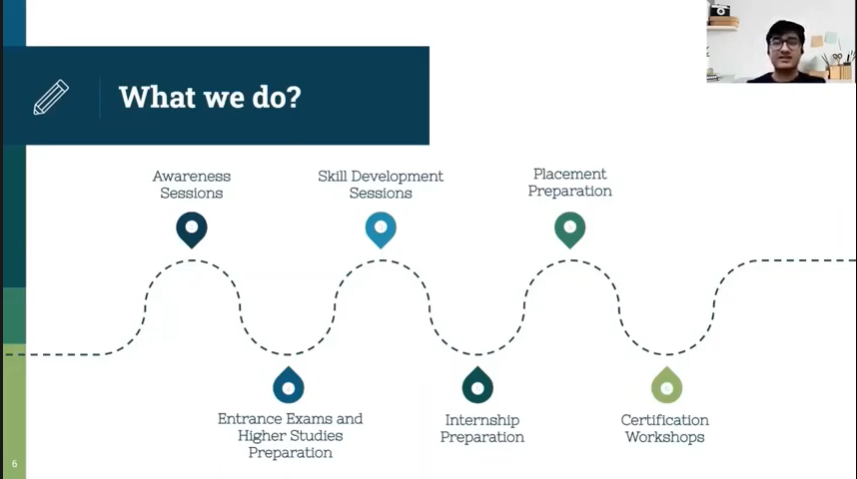 What we do?
Awareness
Sessions
Skill Development
Sessions
Placement
Preparation
Entrance Exams and
Higher Studies
Preparation
Internship
Preparation
Certification
Workshops
6